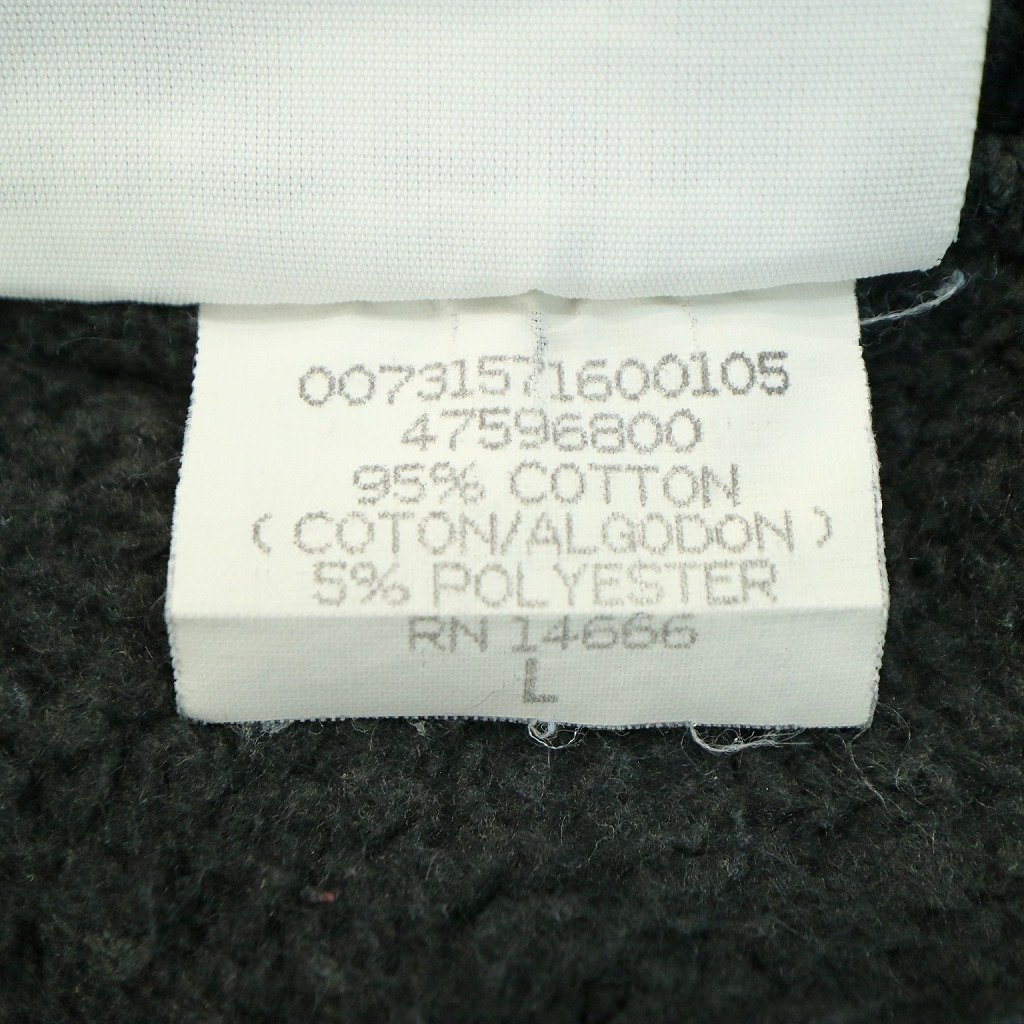 00731571600105
47596800
95% COTTON
( COTON/ALGODON )
5% POLYESTER
RN 14666
L